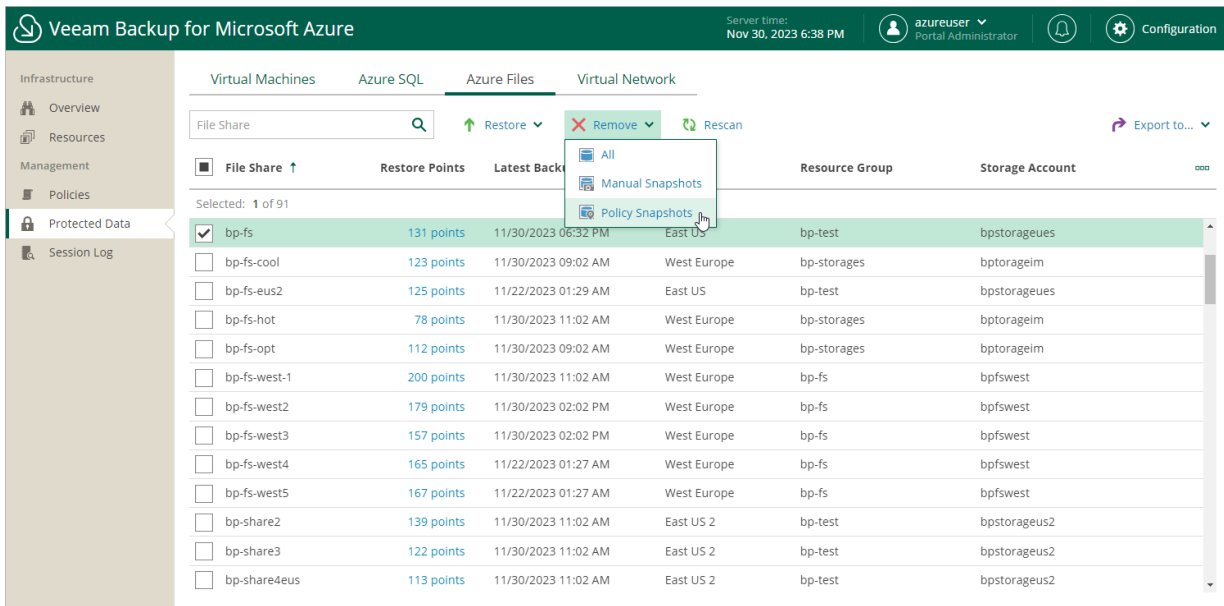 Veeam Backup for Microsoft Azure
Server time:
Nov 30, 2023 6:38 PM
azureuser
Portal Administrator
Configuration
Infrastructure
Overview
Resources
Management
Policies
Protected Data
Session Log
Virtual Machines Azure SQL Azure Files Virtual Network
File Share Restore Remove Rescan Export to...
All
Manual Snapshots
Policy Snapshots
File Share Restore Points Latest Resource Group Storage Account
Selected: 1 of 91
bp-fs 131 points 11/30/2023 06:32 PM East US bp-test bpstorageues
bp-fs-cool 123 points 11/30/2023 09:02 AM West Europe bp-storages bptorageim
bp-fs-eus2 125 points 11/22/2023 01:29 AM East US bp-test bpstorageues
bp-fs-hot 78 points 11/30/2023 11:02 AM West Europe bp-storages bptorageim
bp-fs-opt 112 points 11/30/2023 09:02 AM West Europe bp-storages bptorageim
bp-fs-west-1 200 points 11/30/2023 11:02 AM West Europe bp-fs bpfswest
bp-fs-west2 179 points 11/30/2023 02:02 PM West Europe bp-fs bpfswest
bp-fs-west3 157 points 11/30/2023 02:02 PM West Europe bp-fs bpfswest
bp-fs-west4 165 points 11/22/2023 01:27 AM West Europe bp-fs bpfswest
bp-fs-west5 167 points 11/22/2023 01:27 AM West Europe bp-fs bpfswest
bp-share2 139 points 11/30/2023 11:02 AM East US 2 bp-test bpstorageus2
bp-share3 122 points 11/30/2023 11:02 AM East US 2 bp-test bpstorageus2
bp-share4eus 113 points 11/30/2023 11:02 AM East US 2 bp-test bpstorageus2